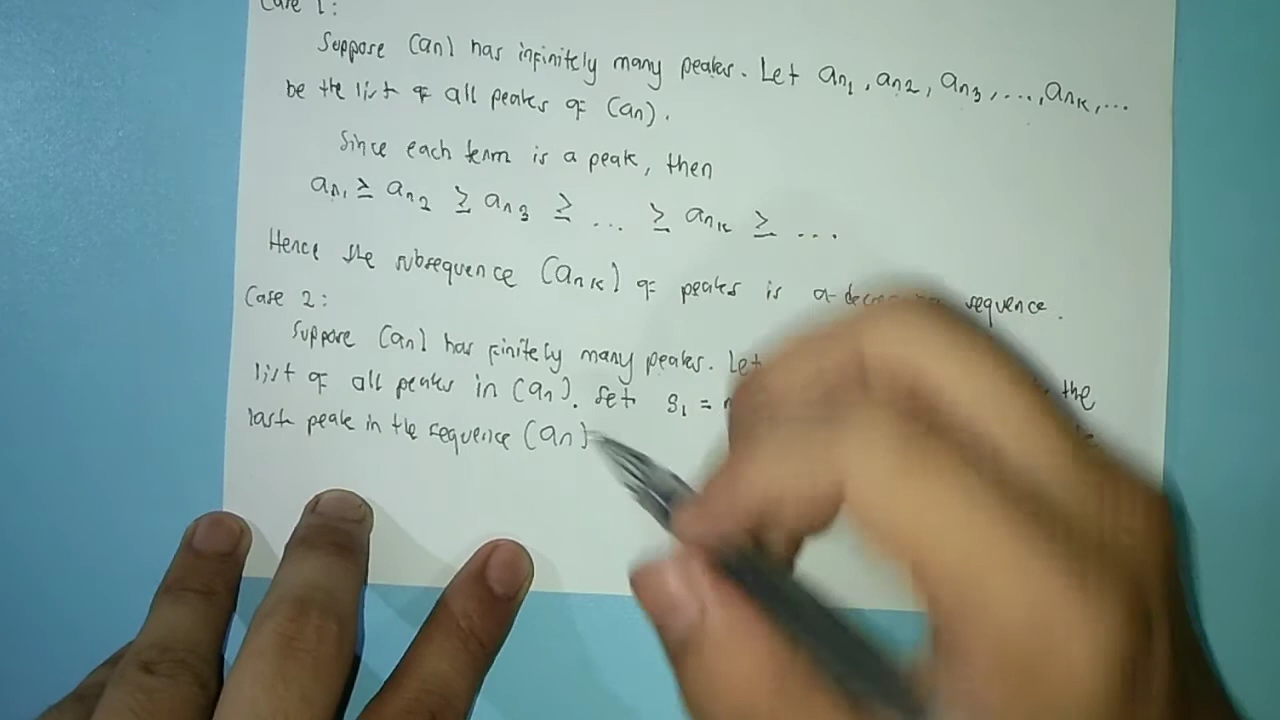 Case 1:
Suppose (an) has infinitely many peaks. Let an1, an2, an3, ..., ank, ...
be the list of all peaks of (an).
Since each term is a peak, then
an1 ≥ an2 ≥ an3 ≥ ... ≥ ank ≥ ...
Hence the subsequence (ank) of peaks is a sequence.
Case 2:
Suppose (an) has finitely many peaks. Let
list of all peaks in (an). Set s1 = the
last peak in the sequence (an)